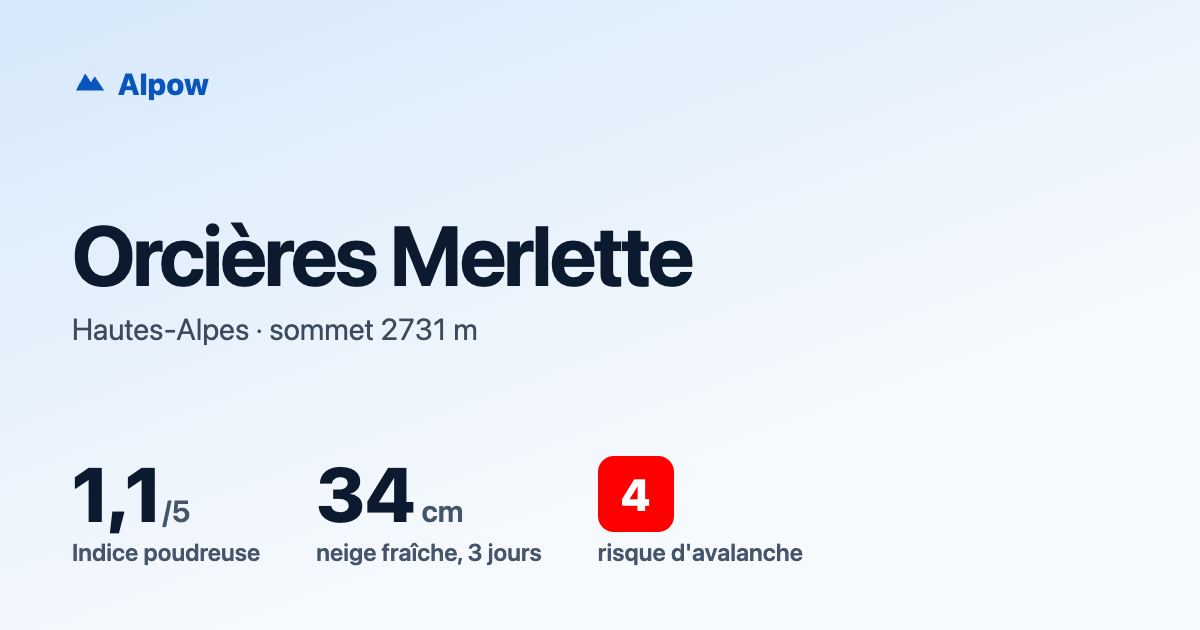 Alpow
Orcières Merlette
Hautes-Alpes · sommet 2731 m
1,1/5
Indice poudreuse
34 cm
neige fraîche, 3 jours
4
risque d'avalanche